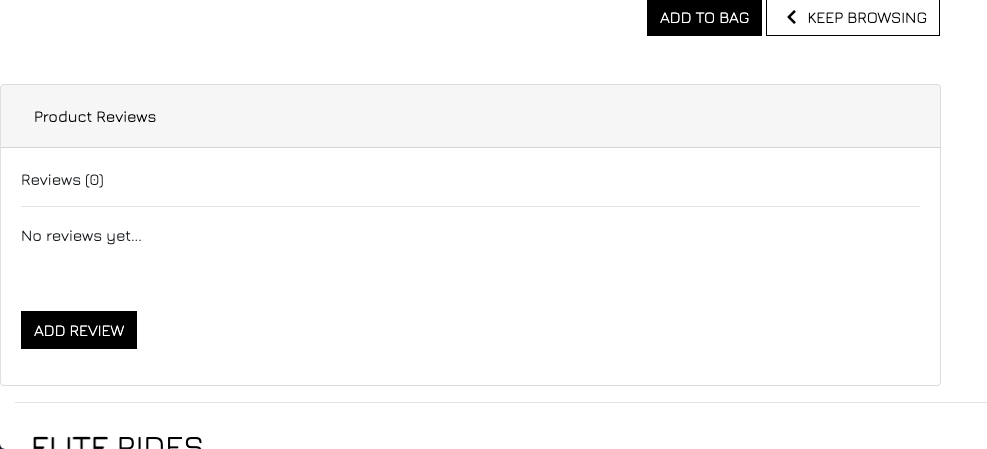 ADD TO BAG KEEP BROWSING
Product Reviews
Reviews (0)
No reviews yet...
ADD REVIEW
ELITE RIDES